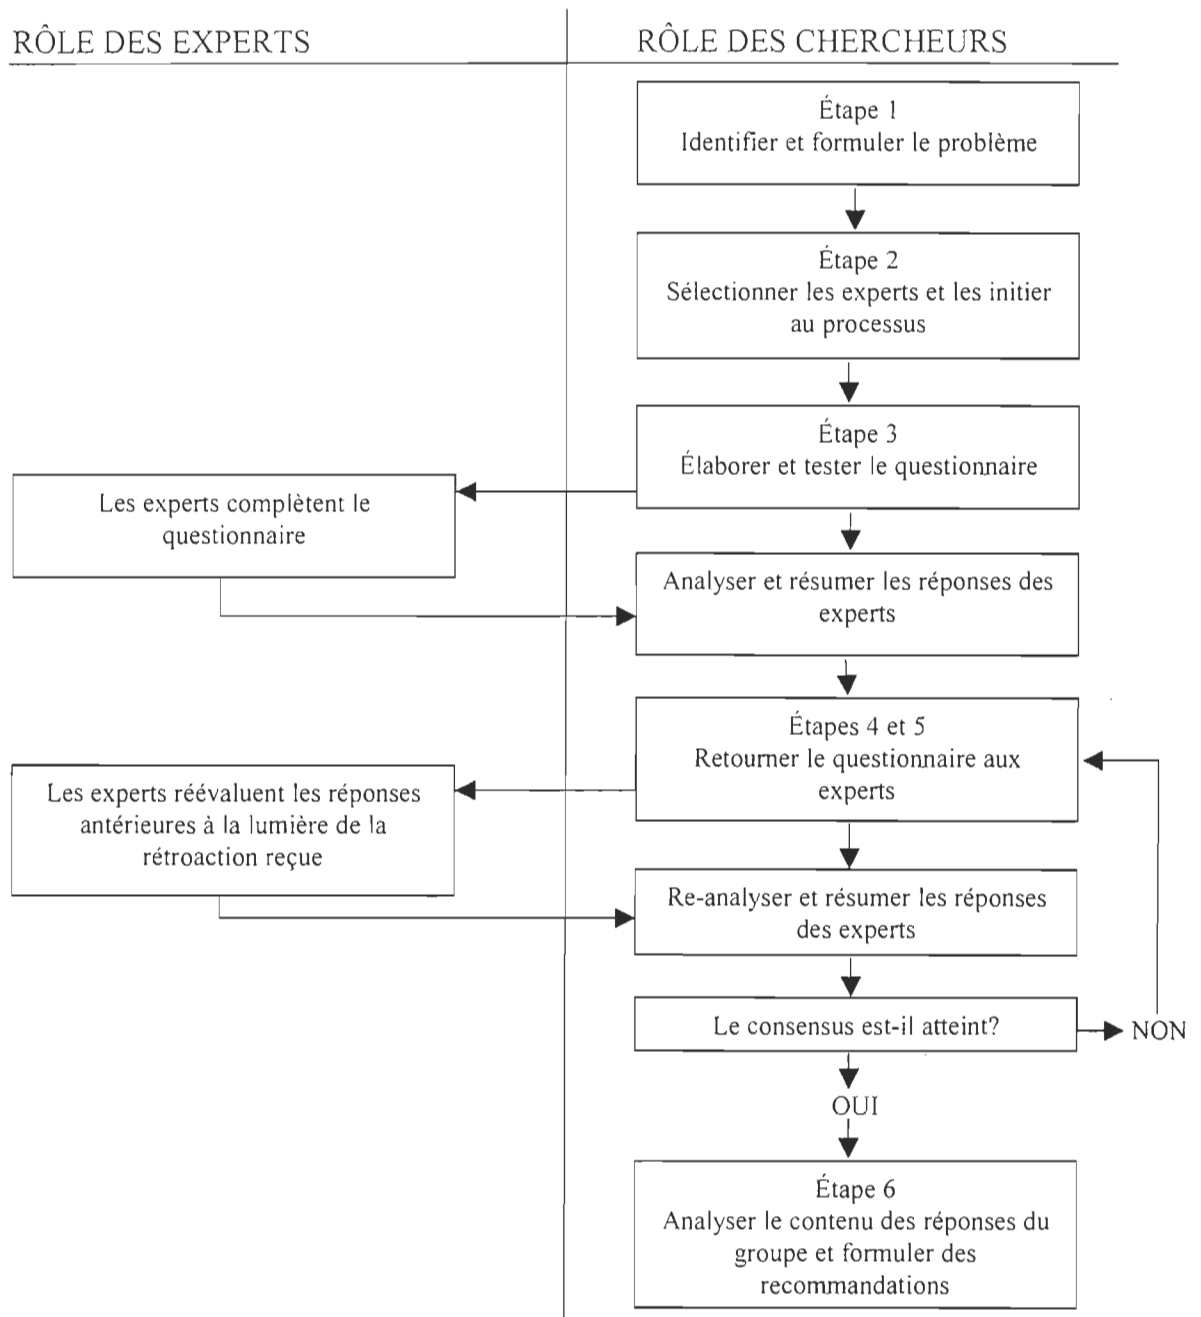 RÔLE DES EXPERTS
RÔLE DES CHERCHEURS
Étape 1
Identifier et formuler le problème
Étape 2
Sélectionner les experts et les initier
au processus
Étape 3
Élaborer et tester le questionnaire
Les experts complètent le
questionnaire
Analyser et résumer les réponses des
experts
Étapes 4 et 5
Retourner le questionnaire aux
experts
Les experts réévaluent les réponses
antérieures à la lumière de la
rétroaction reçue
Re-analyser et résumer les réponses
des experts
Le consensus est-il atteint?
NON
OUI
Étape 6
Analyser le contenu des réponses du
groupe et formuler des
recommandations